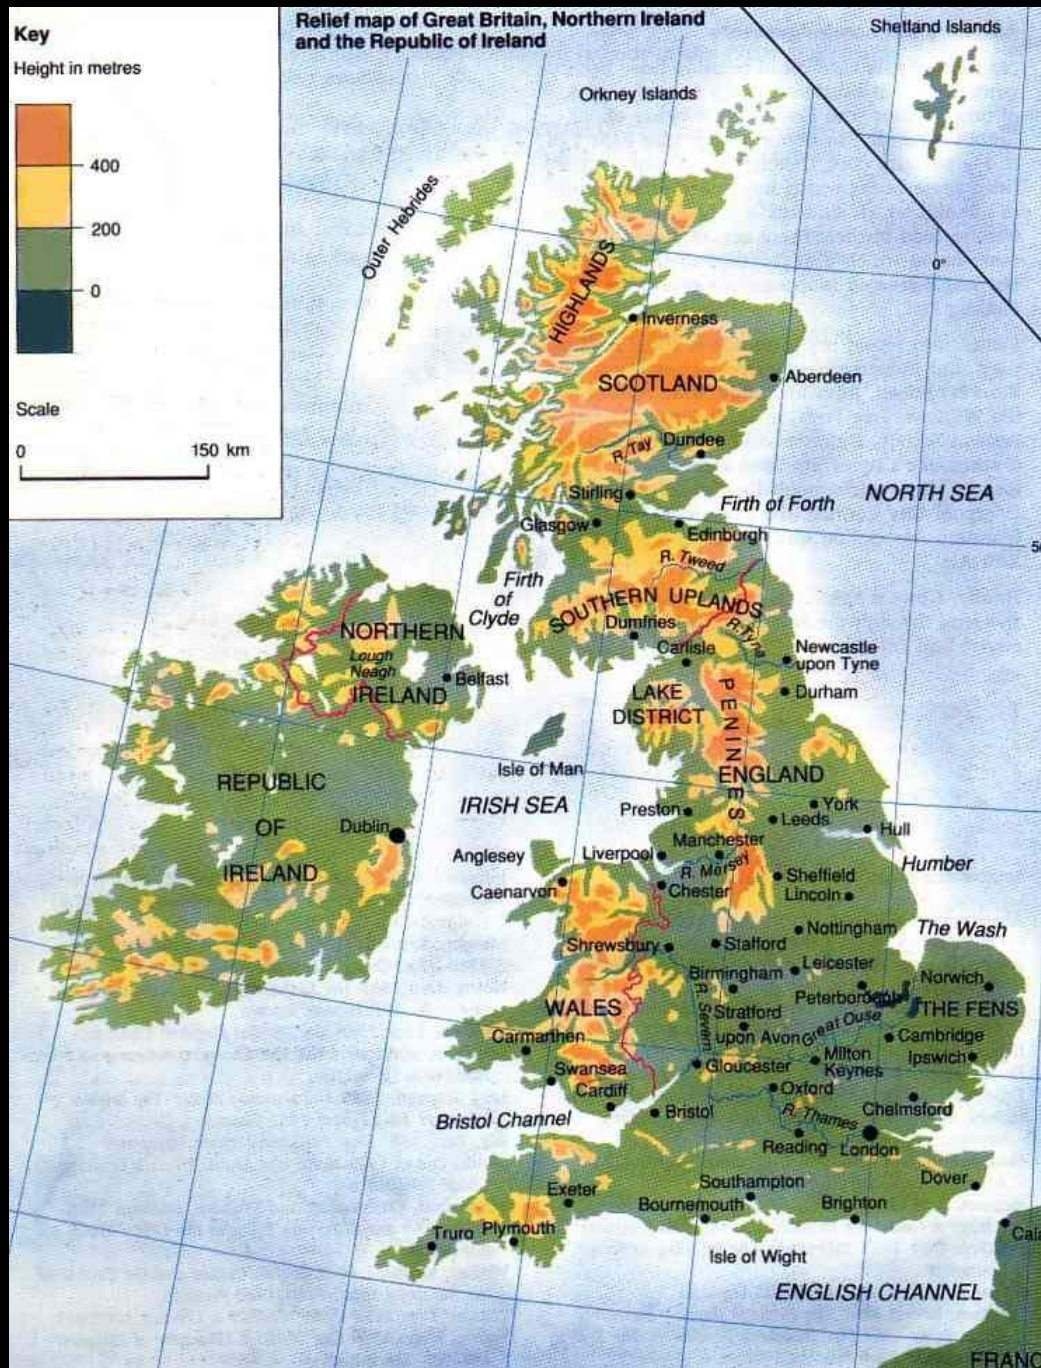 Key
Height in metres
400
200
0
Scale
0 150 km
Relief map of Great Britain, Northern Ireland
and the Republic of Ireland
Shetland Islands
Orkney Islands
Outer Hebrides
0°
HIGHLANDS
Inverness
SCOTLAND
Aberdeen
R. Tay
Dundee
Stirling
Firth of Forth
NORTH SEA
Glasgow
Edinburgh
R. Tweed
Firth
of
Clyde
SOUTHERN UPLANDS
Dumfries
R. Tyne
Carlisle
Newcastle
upon Tyne
Durham
NORTHERN
Lough
Neagh
IRELAND
Belfast
LAKE
DISTRICT
PENINES
Isle of Man
ENGLAND
REPUBLIC
OF
IRELAND
Dublin
IRISH SEA
Preston
York
Leeds
Hull
Manchester
Anglesey
Liverpool
R. Mersey
Humber
Caenarvon
Chester
Sheffield
Lincoln
Nottingham
The Wash
Shrewsbury
Stafford
Leicester
Birmingham
Norwich
Peterborough
THE FENS
WALES
R. Severn
Stratford
upon Avon
Great Ouse
Cambridge
Carmarthen
Ipswich
Milton
Keynes
Gloucester
Swansea
Oxford
Cardiff
Chelmsford
Bristol Channel
Bristol
R. Thames
Reading
London
Exeter
Southampton
Dover
Bournemouth
Brighton
Truro
Plymouth
Isle of Wight
ENGLISH CHANNEL